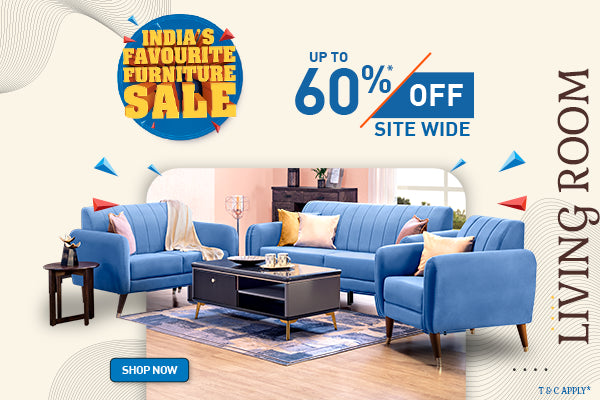 INDIA'S
FAVOURITE
FURNITURE
SALE
UP TO
60%* OFF
SITE WIDE
LIVING ROOM
SHOP NOW
T & C APPLY*